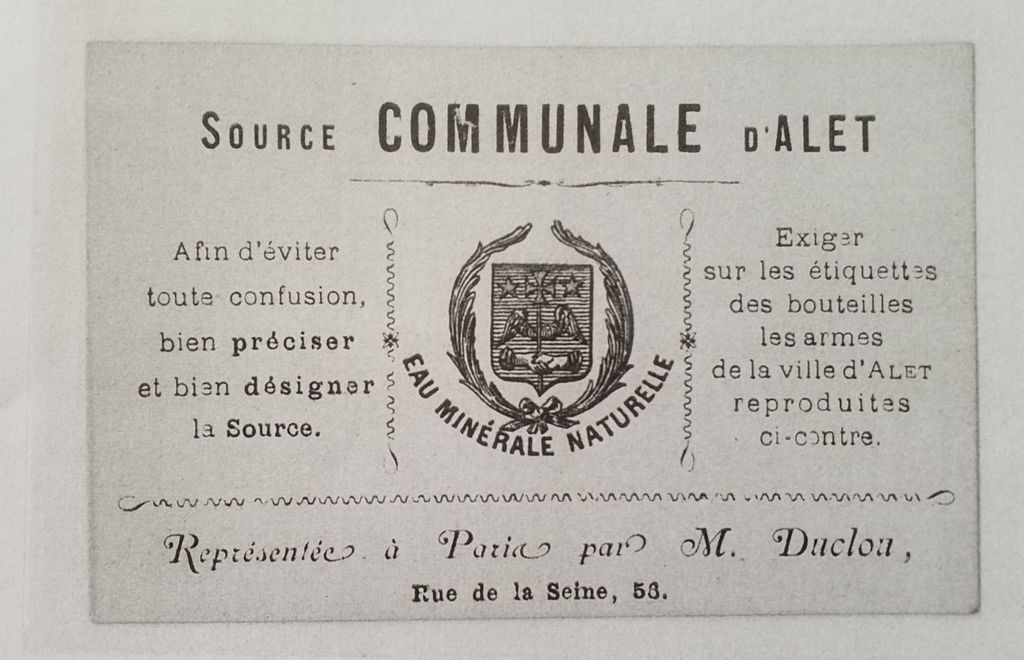 SOURCE COMMUNALE D'ALET
Afin d'éviter
toute confusion,
bien préciser
et bien désigner
la Source.
EAU MINÉRALE NATURELLE
Exiger
sur les étiquettes
des bouteilles
les armes
de la ville d'ALET
reproduites
ci-contre.
Représentée à Paris par M. Duclou,
Rue de la Seine, 58.